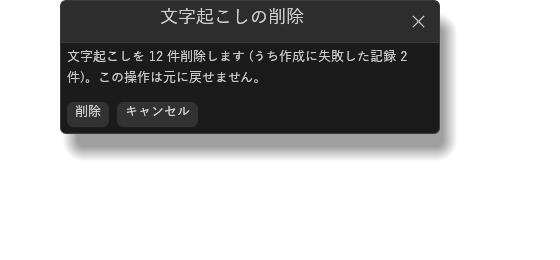 文字起こしの削除
文字起こしを 12 件削除します (うち作成に失敗した記録 2
件)。この操作は元に戻せません。
削除 キャンセル